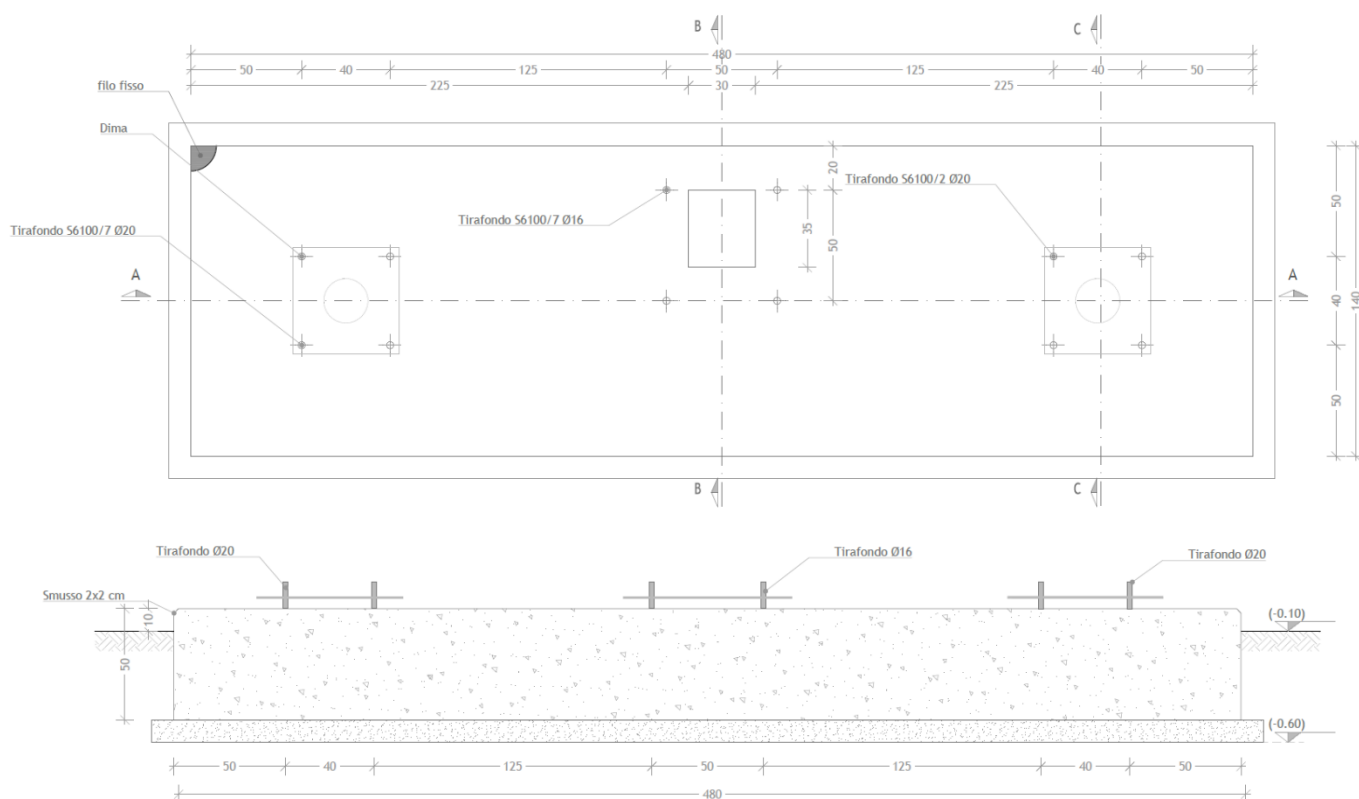 B
C
480
50
40
125
50
125
40
50
225
30
225
filo fisso
Dima
Tirafondo S6100/7 Ø20
Tirafondo S6100/7 Ø16
Tirafondo S6100/2 Ø20
20
35
50
50
40
50
140
A
A
B
C
Tirafondo Ø20
Tirafondo Ø16
Tirafondo Ø20
Smusso 2x2 cm
10
50
(-0.10)
(-0.60)
50
40
125
50
125
40
50
480